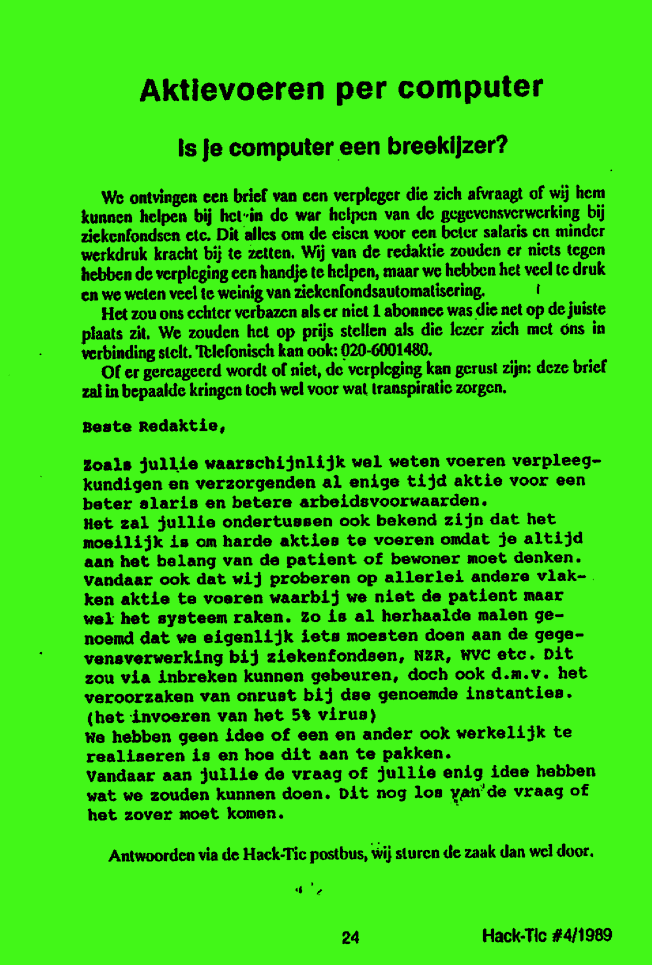 Aktievoeren per computer
Is je computer een breekijzer?
We ontvingen een brief van een verpleger die zich afvraagt of wij hem
kunnen helpen bij het in de war helpen van de gegevensverwerking bij
ziekenfondsen etc. Dit alles om de eisen voor een beter salaris en minder
werkdruk kracht bij te zetten. Wij van de redaktie zouden er niets tegen
hebben de verpleging een handje te helpen, maar we hebben het veel te druk
en we weten veel te weinig van ziekenfondsautomatisering.
Het zou ons echter verbazen als er niet 1 abonnee was die net op de juiste
plaats zit. We zouden het op prijs stellen als die lezer zich met ons in
verbinding stelt. Telefonisch kan ook: 020-6001480.
Of er gereageerd wordt of niet, de verpleging kan gerust zijn: deze brief
zal in bepaalde kringen toch wel voor wat transpiratie zorgen.
Beste Redaktie,
Zoals jullie waarschijnlijk wel weten voeren verpleeg-
kundigen en verzorgenden al enige tijd aktie voor een
beter slaris en betere arbeidsvoorwaarden.
Het zal jullie ondertussen ook bekend zijn dat het
moeilijk is om harde akties te voeren omdat je altijd
aan het belang van de patient of bewoner moet denken.
Vandaar ook dat wij proberen op allerlei andere vlak-
ken aktie te voeren waarbij we niet de patient maar
wel het systeem raken. Zo is al herhaalde malen ge-
noemd dat we eigenlijk iets moesten doen aan de gege-
vensverwerking bij ziekenfondsen, NZR, WVC etc. Dit
zou via inbreken kunnen gebeuren, doch ook d.m.v. het
veroorzaken van onrust bij dse genoemde instanties.
(het invoeren van het 5% virus)
We hebben geen idee of een en ander ook werkelijk te
realiseren is en hoe dit aan te pakken.
Vandaar aan jullie de vraag of jullie enig idee hebben
wat we zouden kunnen doen. Dit nog los van de vraag of
het zover moet komen.
Antwoorden via de Hack-Tic postbus, wij sturen de zaak dan wel door.
24 Hack-Tic #4/1989